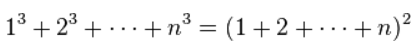 1³ + 2³ + ⋯ + n³ = (1 + 2 + ⋯ + n)²